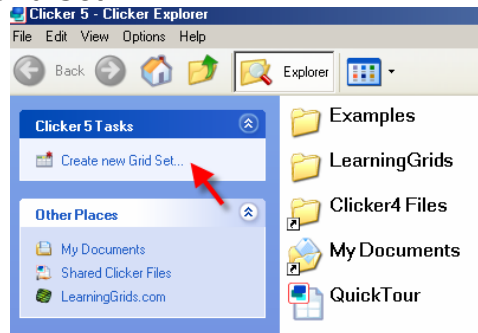 Clicker 5 - Clicker Explorer
File Edit View Options Help
Back Explorer
Clicker 5 Tasks
Create new Grid Set...
Other Places
My Documents
Shared Clicker Files
LearningGrids.com
Examples
LearningGrids
Clicker4 Files
My Documents
QuickTour